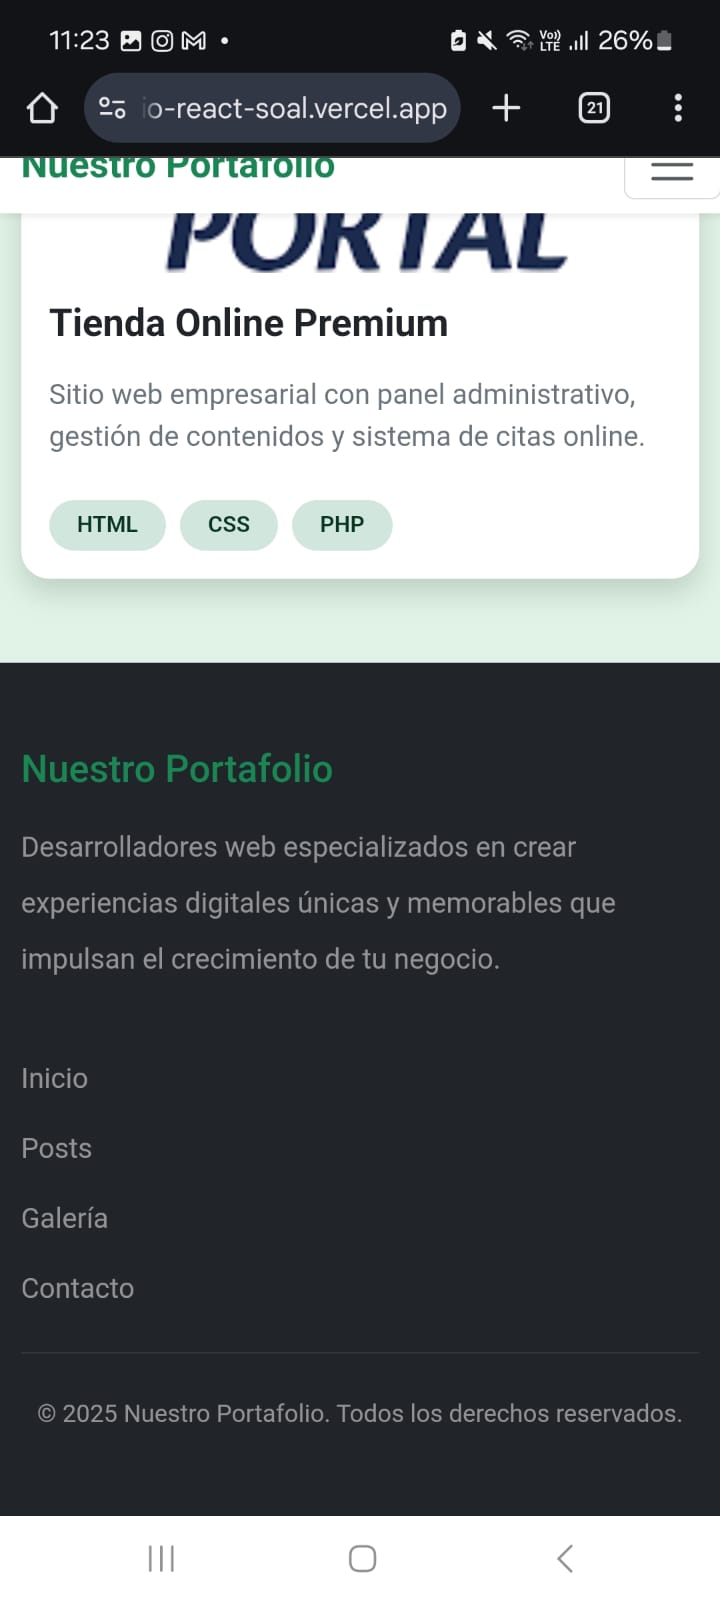 11:23
Vo))
LTE
26%
io-react-soal.vercel.app
21
Nuestro Portafolio
PORTAL
Tienda Online Premium
Sitio web empresarial con panel administrativo,
gestión de contenidos y sistema de citas online.
HTML CSS PHP
Nuestro Portafolio
Desarrolladores web especializados en crear
experiencias digitales únicas y memorables que
impulsan el crecimiento de tu negocio.
Inicio
Posts
Galería
Contacto
© 2025 Nuestro Portafolio. Todos los derechos reservados.